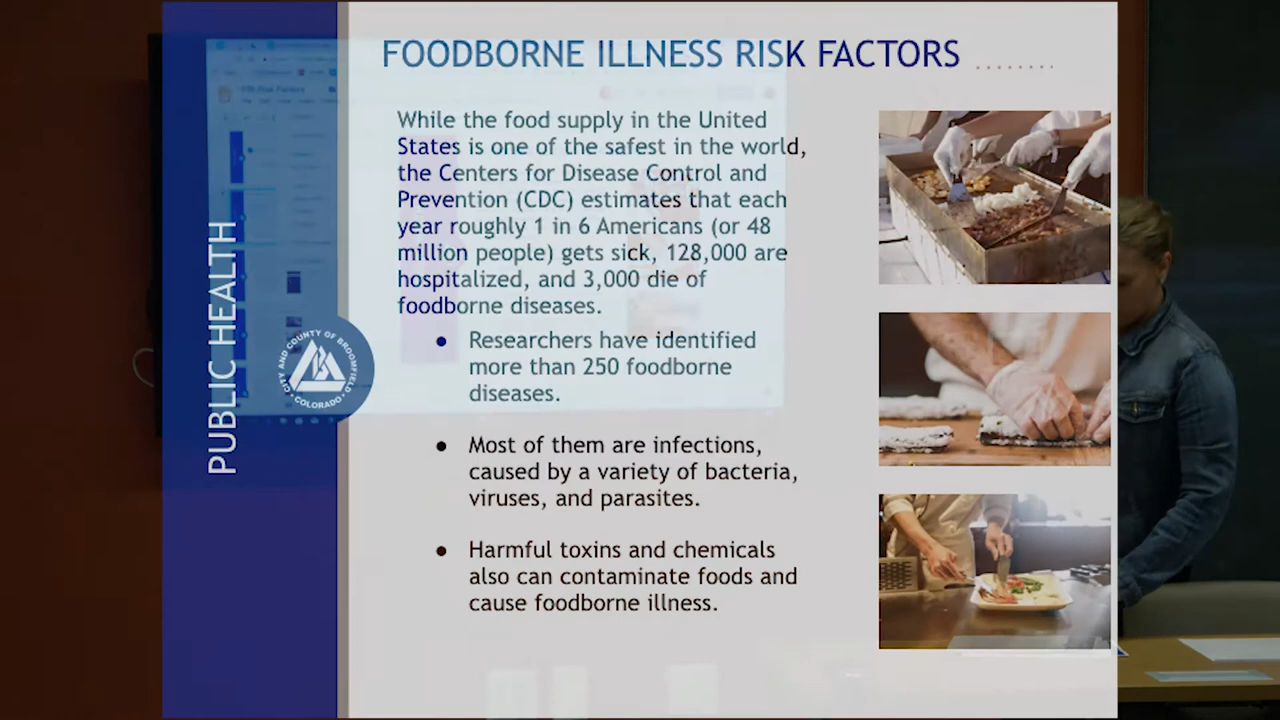 FOODBORNE ILLNESS RISK FACTORS
While the food supply in the United
States is one of the safest in the world,
the Centers for Disease Control and
Prevention (CDC) estimates that each
year roughly 1 in 6 Americans (or 48
million people) gets sick, 128,000 are
hospitalized, and 3,000 die of
foodborne diseases.
• Researchers have identified
more than 250 foodborne
diseases.
• Most of them are infections,
caused by a variety of bacteria,
viruses, and parasites.
• Harmful toxins and chemicals
also can contaminate foods and
cause foodborne illness.
PUBLIC HEALTH
CITY AND COUNTY OF BROOMFIELD
• COLORADO •